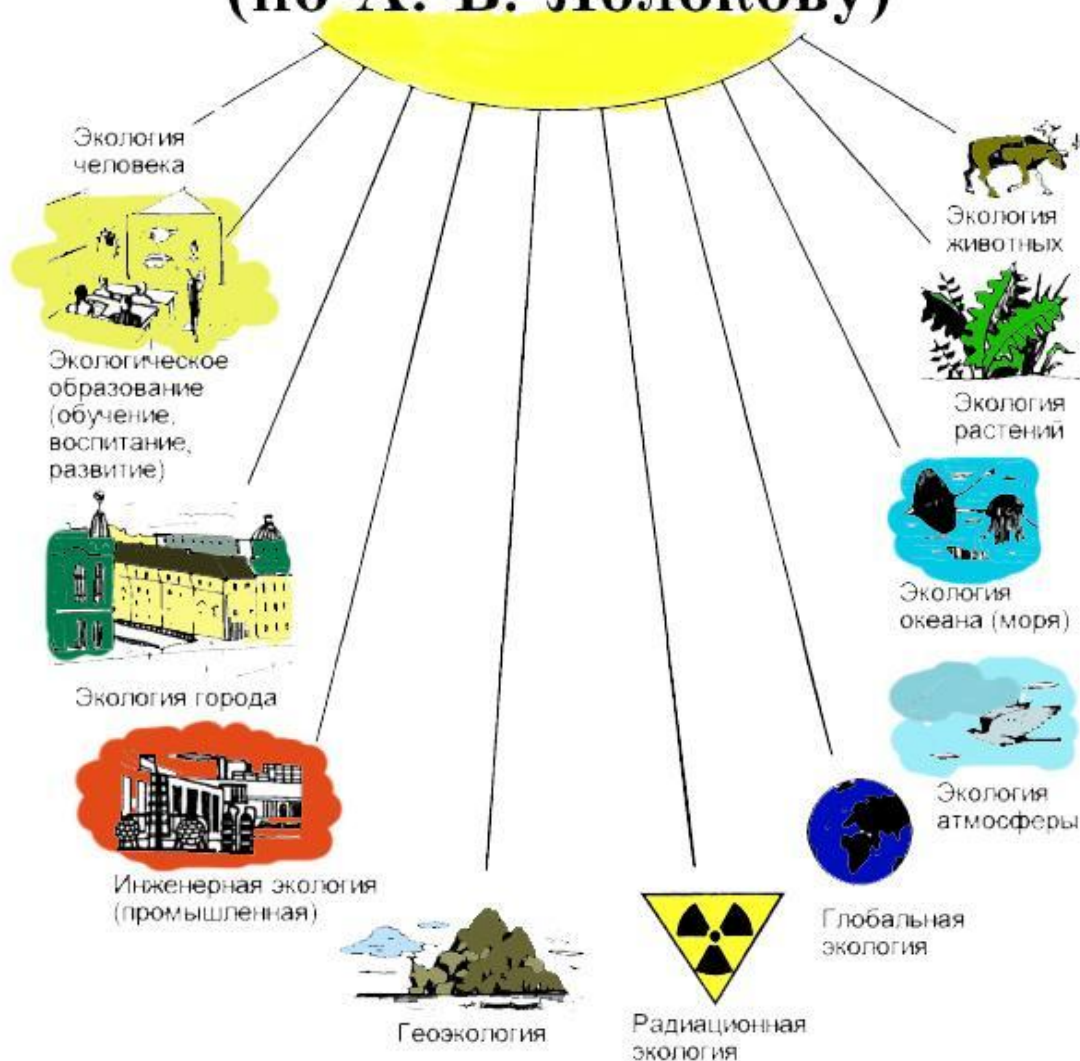 (по
Экология
человека
Экологическое
образование
(обучение,
воспитание,
развитие)
Экология города
Инженерная экология
(промышленная)
Геоэкология
Радиационная
экология
Глобальная
экология
Экология
атмосферы
Экология
океана (моря)
Экология
растений
Экология
животных